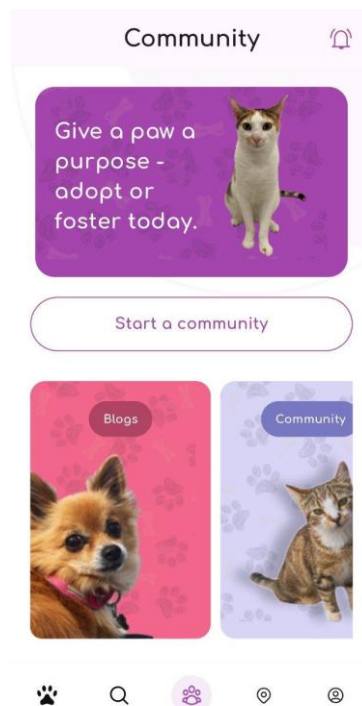 Community
Give a paw a
purpose -
adopt or
foster today.
Start a community
Blogs
Community